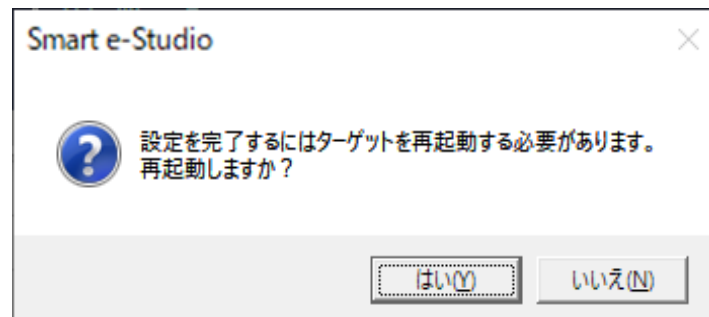 Smart e-Studio
設定を完了するにはターゲットを再起動する必要があります。
再起動しますか？
はい(Y)
いいえ(N)